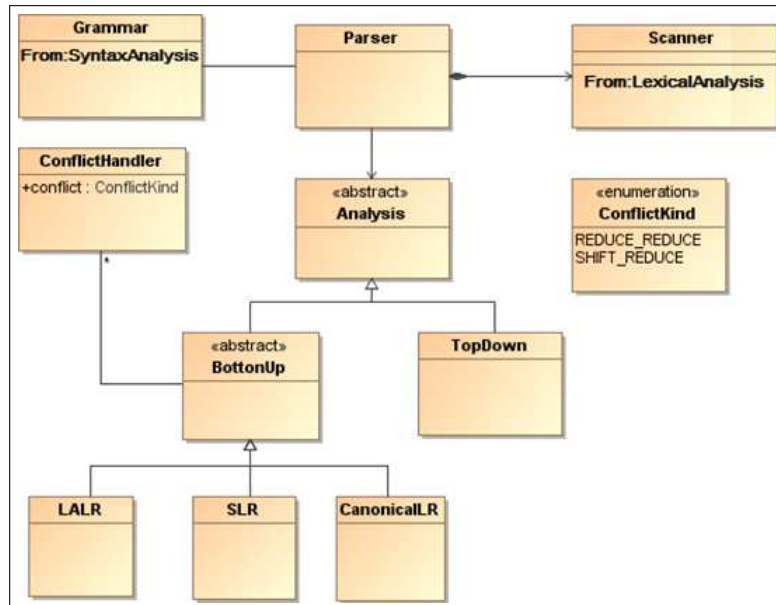 Grammar
From:SyntaxAnalysis
Parser
Scanner
From:LexicalAnalysis
ConflictHandler
+conflict : ConflictKind
*
«abstract»
Analysis
«enumeration»
ConflictKind
REDUCE_REDUCE
SHIFT_REDUCE
«abstract»
BottonUp
TopDown
LALR
SLR
CanonicalLR